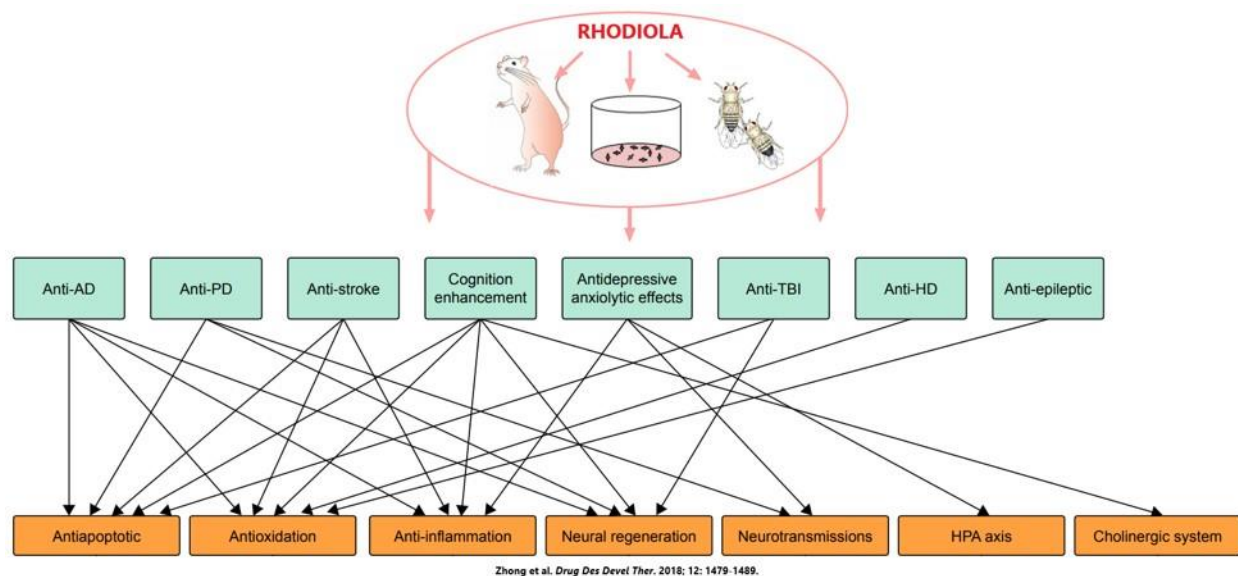 RHODIOLA
Anti-AD
Anti-PD
Anti-stroke
Cognition
enhancement
Antidepressive
anxiolytic effects
Anti-TBI
Anti-HD
Anti-epileptic
Antiapoptotic
Antioxidation
Anti-inflammation
Neural regeneration
Neurotransmissions
HPA axis
Cholinergic system
Zhong et al. Drug Des Devel Ther. 2018; 12: 1479-1489.